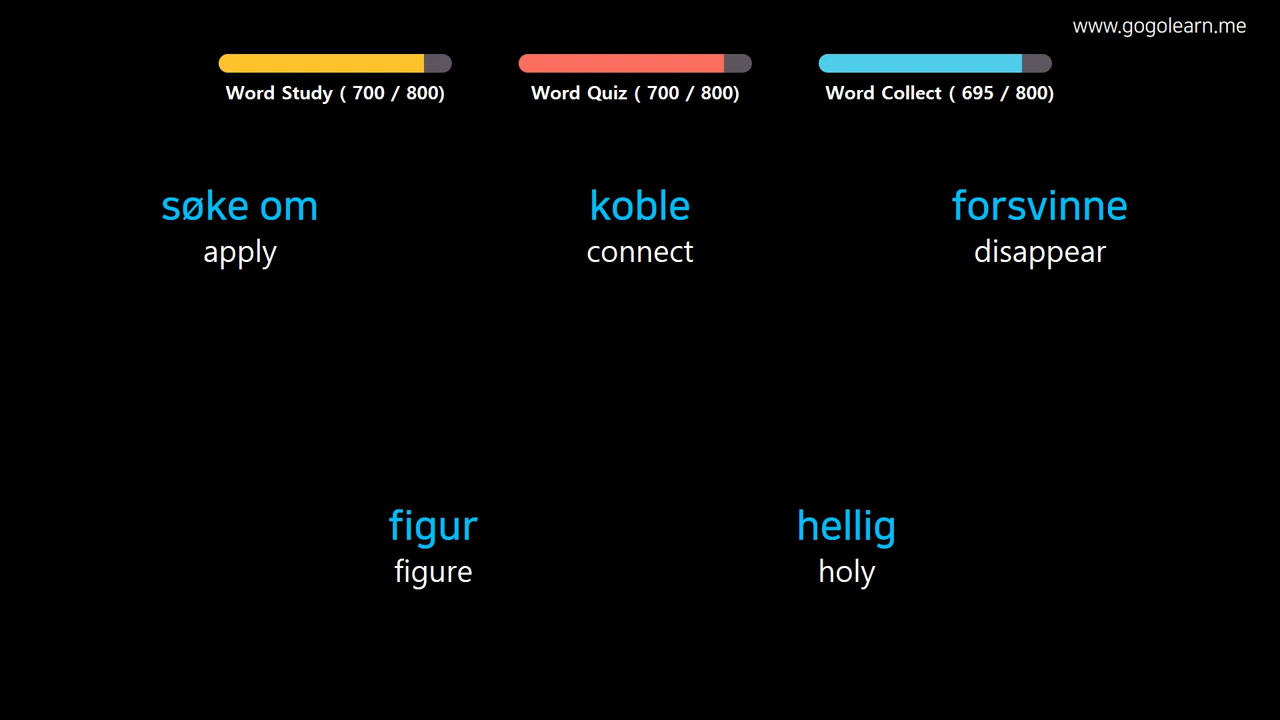 www.gogolearn.me
Word Study ( 700 / 800)
Word Quiz ( 700 / 800)
Word Collect ( 695 / 800)
søke om
apply
koble
connect
forsvinne
disappear
figur
figure
hellig
holy